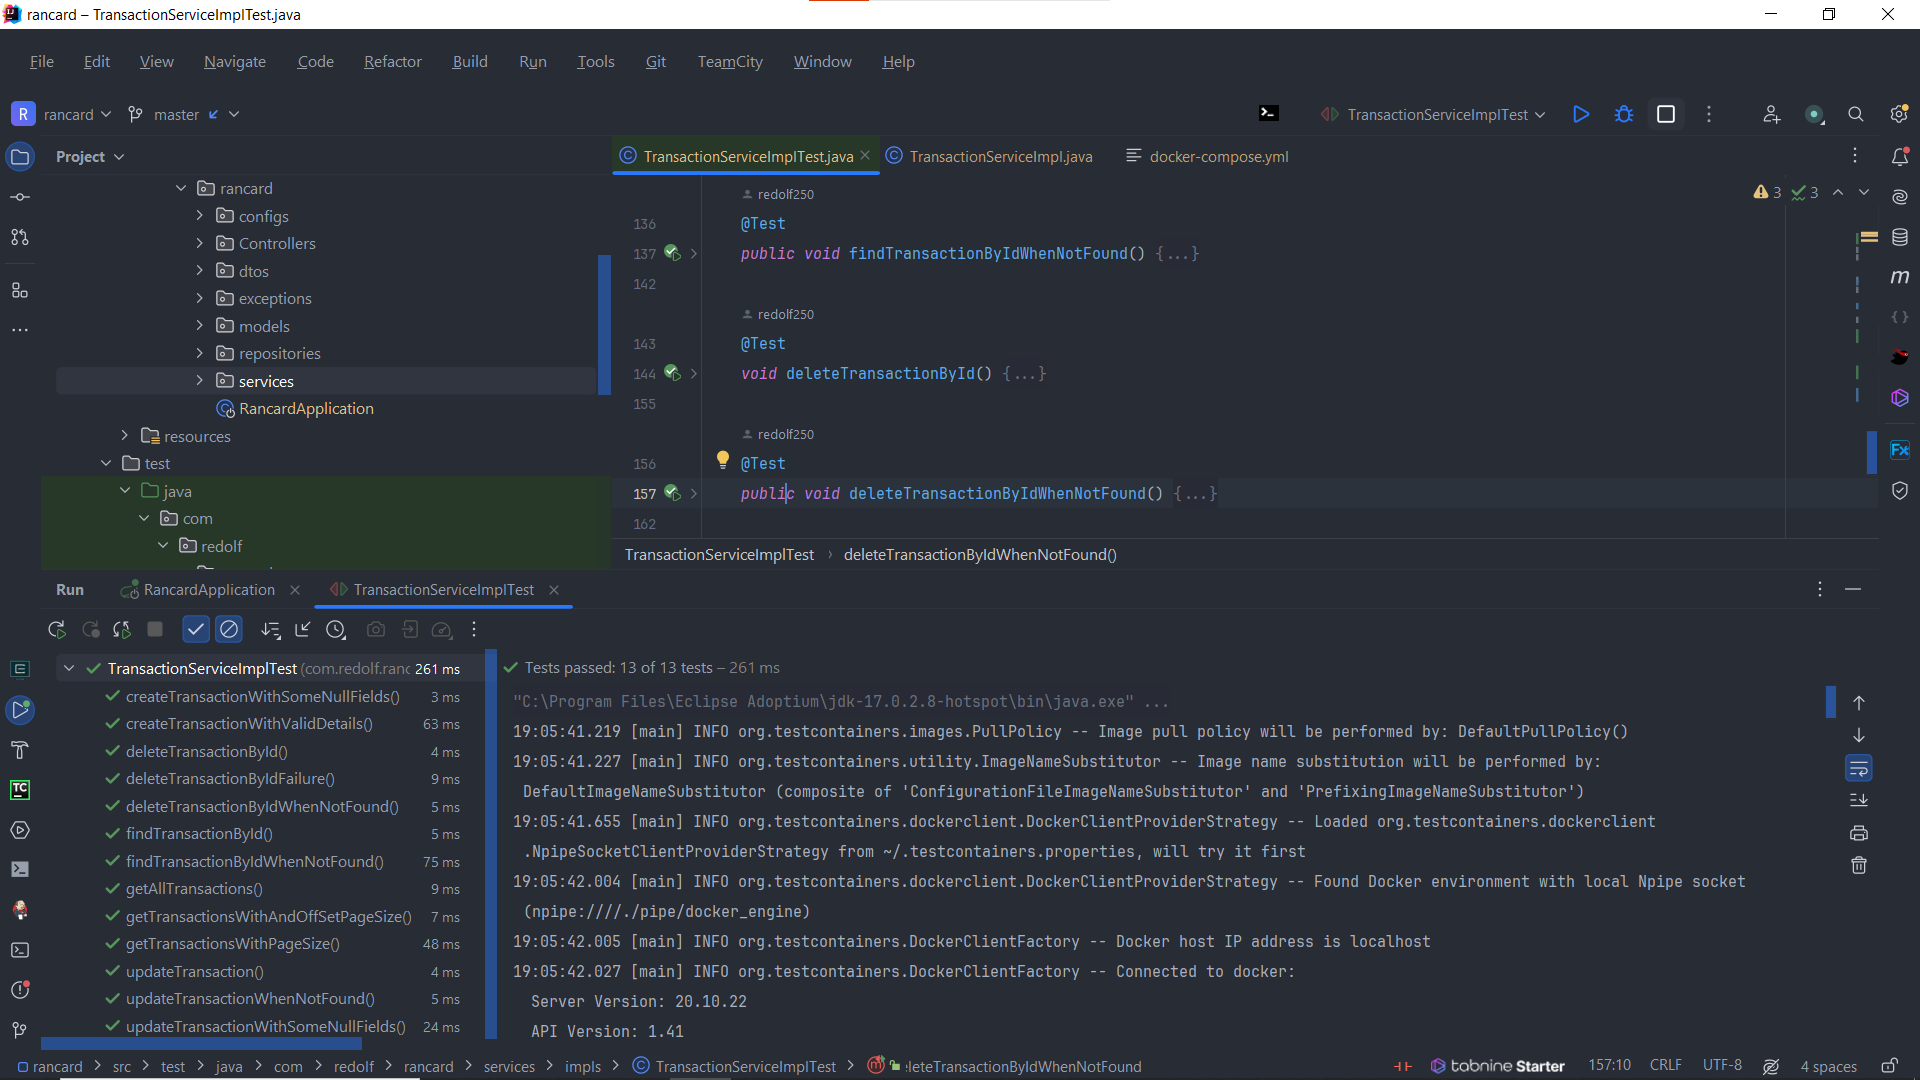 rancard – TransactionServiceImplTest.java
File Edit View Navigate Code Refactor Build Run Tools Git TeamCity Window Help
R rancard master TransactionServiceImplTest
Project
TransactionServiceImplTest.java TransactionServiceImpl.java docker-compose.yml
rancard
configs
Controllers
dtos
exceptions
models
repositories
services
RancardApplication
resources
test
java
com
redolf
3 3
redolf250
136 @Test
137 public void findTransactionByIdWhenNotFound() {...}
142
redolf250
143 @Test
144 void deleteTransactionById() {...}
155
redolf250
156 @Test
157 public void deleteTransactionByIdWhenNotFound() {...}
162
TransactionServiceImplTest › deleteTransactionByIdWhenNotFound()
m
{ }
Fx
Run RancardApplication TransactionServiceImplTest
TransactionServiceImplTest (com.redolf.ranc 261 ms
createTransactionWithSomeNullFields() 3 ms
createTransactionWithValidDetails() 63 ms
deleteTransactionById() 4 ms
deleteTransactionByIdFailure() 9 ms
deleteTransactionByIdWhenNotFound() 5 ms
findTransactionById() 5 ms
findTransactionByIdWhenNotFound() 75 ms
getAllTransactions() 9 ms
getTransactionsWithAndOffSetPageSize() 7 ms
getTransactionsWithPageSize() 48 ms
updateTransaction() 4 ms
updateTransactionWhenNotFound() 5 ms
updateTransactionWithSomeNullFields() 24 ms
TC
Tests passed: 13 of 13 tests – 261 ms
"C:\Program Files\Eclipse Adoptium\jdk-17.0.2.8-hotspot\bin\java.exe" ...
19:05:41.219 [main] INFO org.testcontainers.images.PullPolicy -- Image pull policy will be performed by: DefaultPullPolicy()
19:05:41.227 [main] INFO org.testcontainers.utility.ImageNameSubstitutor -- Image name substitution will be performed by:
DefaultImageNameSubstitutor (composite of 'ConfigurationFileImageNameSubstitutor' and 'PrefixingImageNameSubstitutor')
19:05:41.655 [main] INFO org.testcontainers.dockerclient.DockerClientProviderStrategy -- Loaded org.testcontainers.dockerclient
.NpipeSocketClientProviderStrategy from ~/.testcontainers.properties, will try it first
19:05:42.004 [main] INFO org.testcontainers.dockerclient.DockerClientProviderStrategy -- Found Docker environment with local Npipe socket
(npipe:////./pipe/docker_engine)
19:05:42.005 [main] INFO org.testcontainers.DockerClientFactory -- Docker host IP address is localhost
19:05:42.027 [main] INFO org.testcontainers.DockerClientFactory -- Connected to docker:
Server Version: 20.10.22
API Version: 1.41
rancard > src > test > java > com > redolf > rancard > services > impls > TransactionServiceImplTest > leteTransactionByIdWhenNotFound
tabnine Starter 157:10 CRLF UTF-8 4 spaces